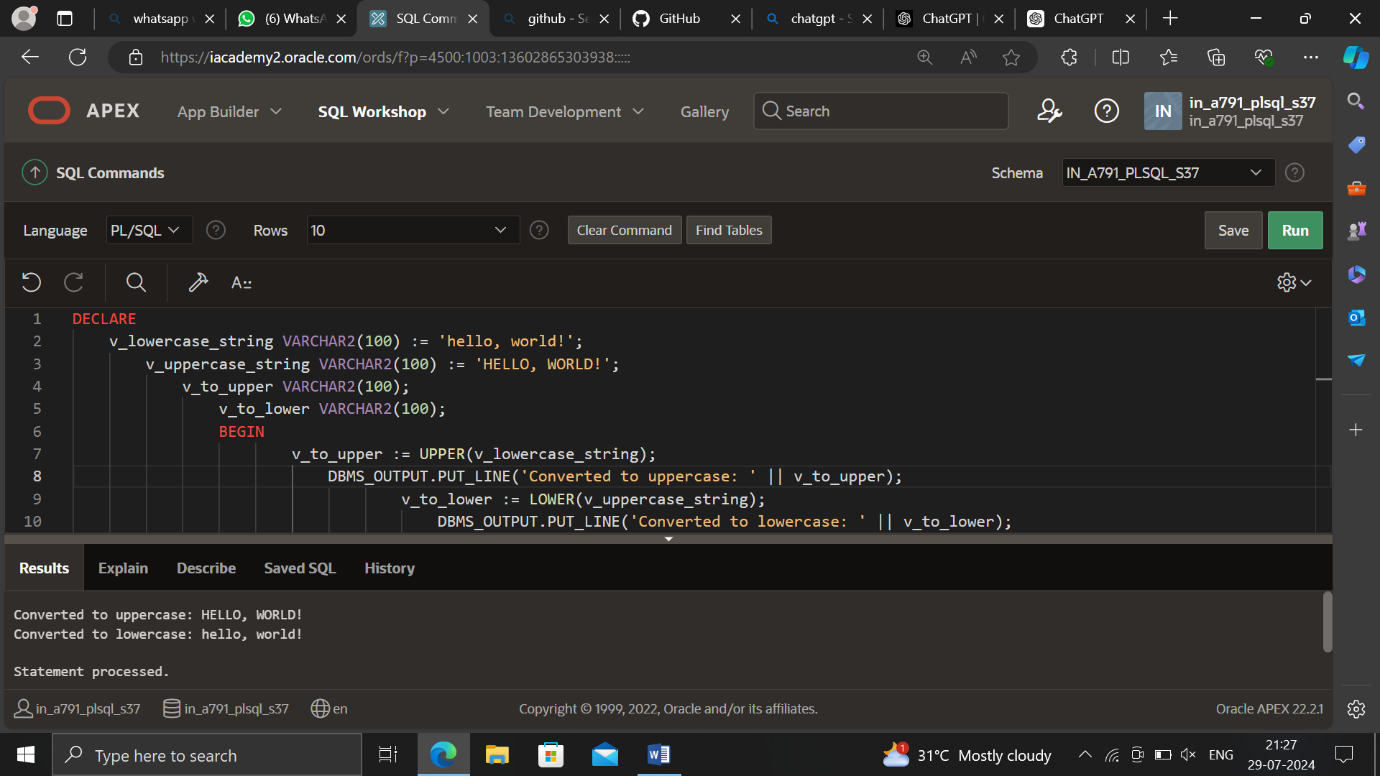 whatsapp
(6) WhatsA
SQL Comm
github - Se
GitHub
chatgpt - S
ChatGPT |
ChatGPT
https://iacademy2.oracle.com/ords/f?p=4500:1003:13602865303938:::::
APEX
App Builder
SQL Workshop
Team Development
Gallery
Search
IN
in_a791_plsql_s37
in_a791_plsql_s37
SQL Commands
Schema
IN_A791_PLSQL_S37
Language
PL/SQL
Rows
10
Clear Command
Find Tables
Save
Run
A::
1 DECLARE
2 v_lowercase_string VARCHAR2(100) := 'hello, world!';
3 v_uppercase_string VARCHAR2(100) := 'HELLO, WORLD!';
4 v_to_upper VARCHAR2(100);
5 v_to_lower VARCHAR2(100);
6 BEGIN
7 v_to_upper := UPPER(v_lowercase_string);
8 DBMS_OUTPUT.PUT_LINE('Converted to uppercase: ' || v_to_upper);
9 v_to_lower := LOWER(v_uppercase_string);
10 DBMS_OUTPUT.PUT_LINE('Converted to lowercase: ' || v_to_lower);
Results
Explain
Describe
Saved SQL
History
Converted to uppercase: HELLO, WORLD!
Converted to lowercase: hello, world!
Statement processed.
in_a791_plsql_s37
in_a791_plsql_s37
en
Copyright © 1999, 2022, Oracle and/or its affiliates.
Oracle APEX 22.2.1
Type here to search
1
31°C Mostly cloudy
ENG
21:27
29-07-2024